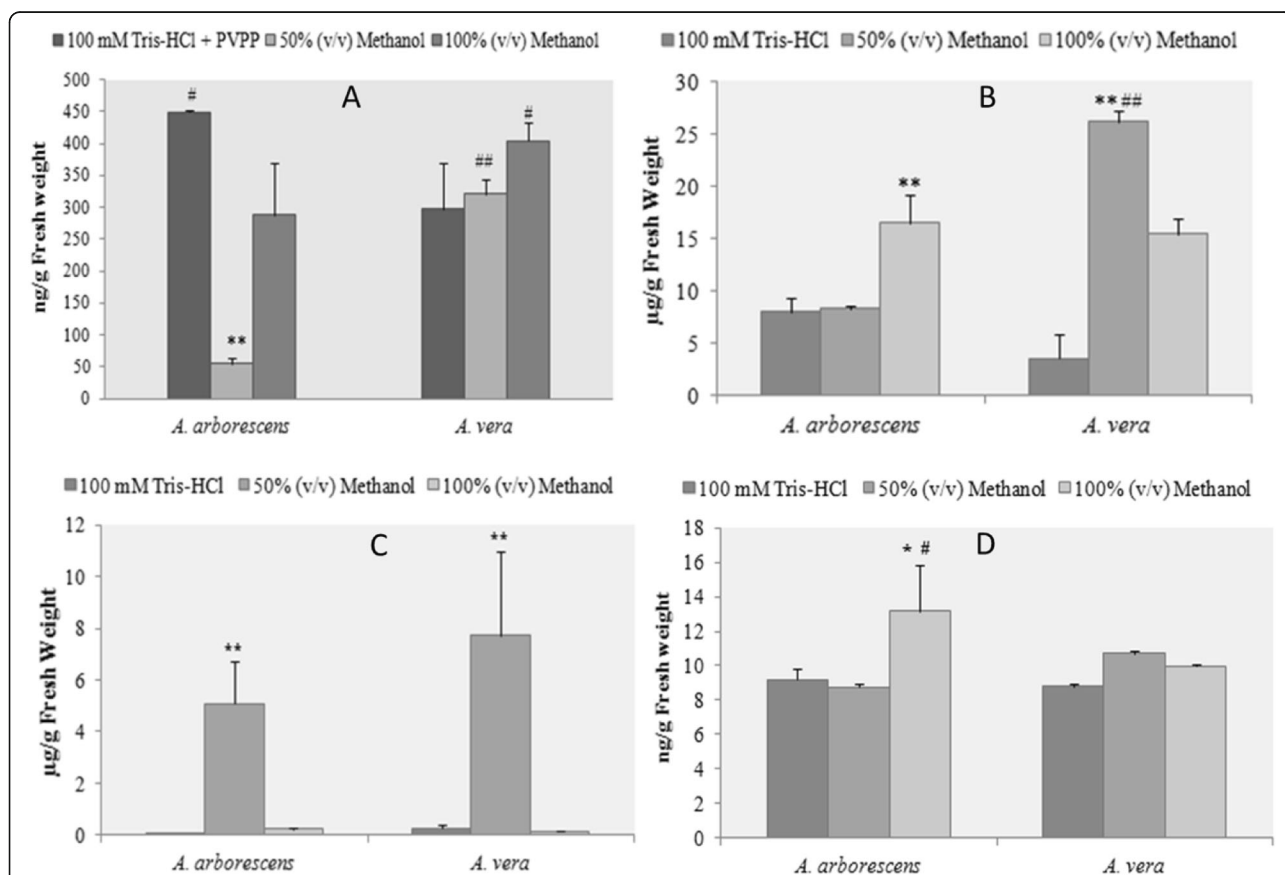 100 mM Tris-HCl + PVPP 50% (v/v) Methanol 100% (v/v) Methanol
A
ng/g Fresh weight
500
450
400
350
300
250
200
150
100
50
0
#
**
##
#
A. arborescens A. vera
100 mM Tris-HCl 50% (v/v) Methanol 100% (v/v) Methanol
B
µg/g Fresh Weight
30
25
20
15
10
5
0
**
** ##
A. arborescens A. vera
100 mM Tris-HCl 50% (v/v) Methanol 100% (v/v) Methanol
C
µg/g Fresh Weight
12
10
8
6
4
2
0
**
**
A. arborescens A. vera
100 mM Tris-HCl 50% (v/v) Methanol 100% (v/v) Methanol
D
ng/g Fresh weight
18
16
14
12
10
8
6
4
2
0
* #
A. arborescens A. vera